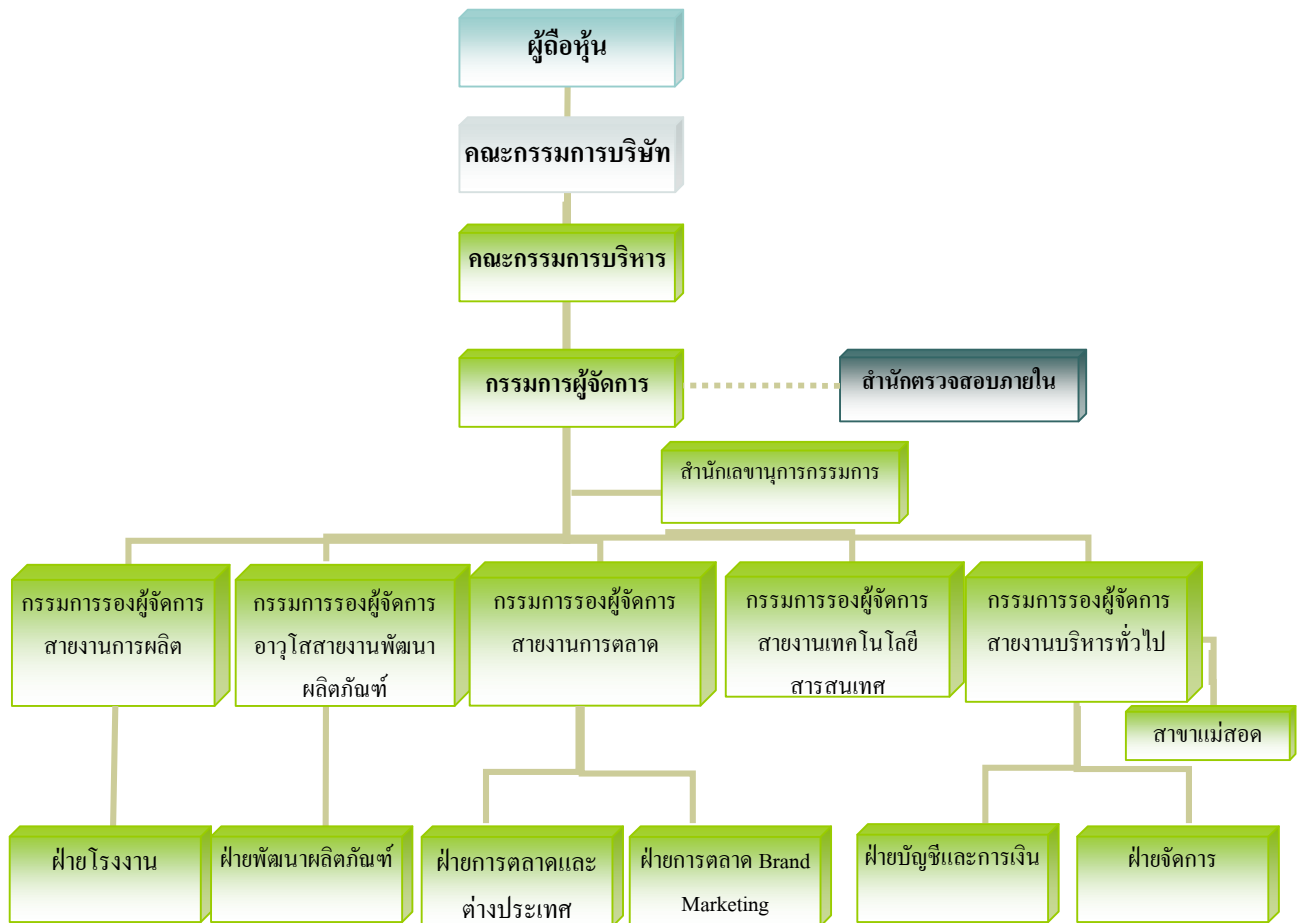 ผู้ถือหุ้น
คณะกรรมการบริษัท
คณะกรรมการบริหาร
กรรมการผู้จัดการ
สำนักตรวจสอบภายใน
สำนักเลขานุการกรรมการ
กรรมการรองผู้จัดการ
สายงานการผลิต
กรรมการรองผู้จัดการ
อาวุโสสายงานพัฒนา
ผลิตภัณฑ์
กรรมการรองผู้จัดการ
สายงานการตลาด
กรรมการรองผู้จัดการ
สายงานเทคโนโลยี
สารสนเทศ
กรรมการรองผู้จัดการ
สายงานบริหารทั่วไป
สาขาแม่สอด
ฝ่ายโรงงาน
ฝ่ายพัฒนาผลิตภัณฑ์
ฝ่ายการตลาดและ
ต่างประเทศ
ฝ่ายการตลาด Brand
Marketing
ฝ่ายบัญชีและการเงิน
ฝ่ายจัดการ